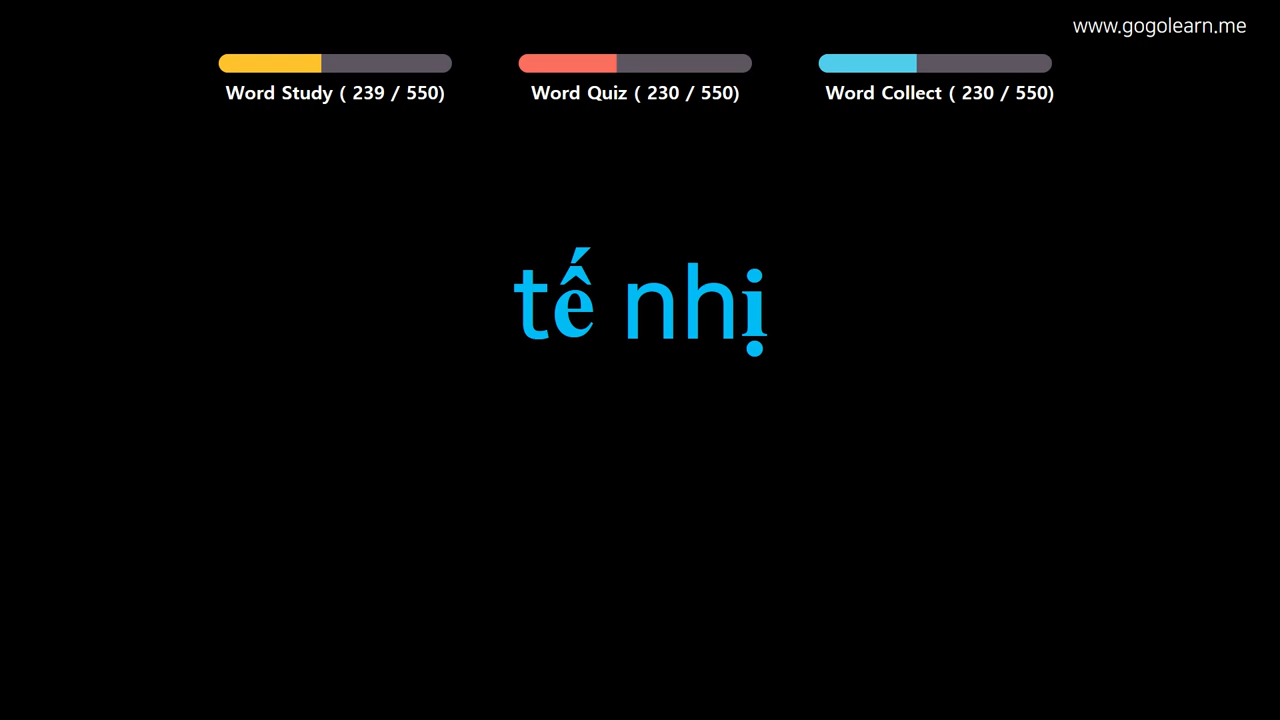 www.gogolearn.me
Word Study ( 239 / 550)
Word Quiz ( 230 / 550)
Word Collect ( 230 / 550)
tế nhị